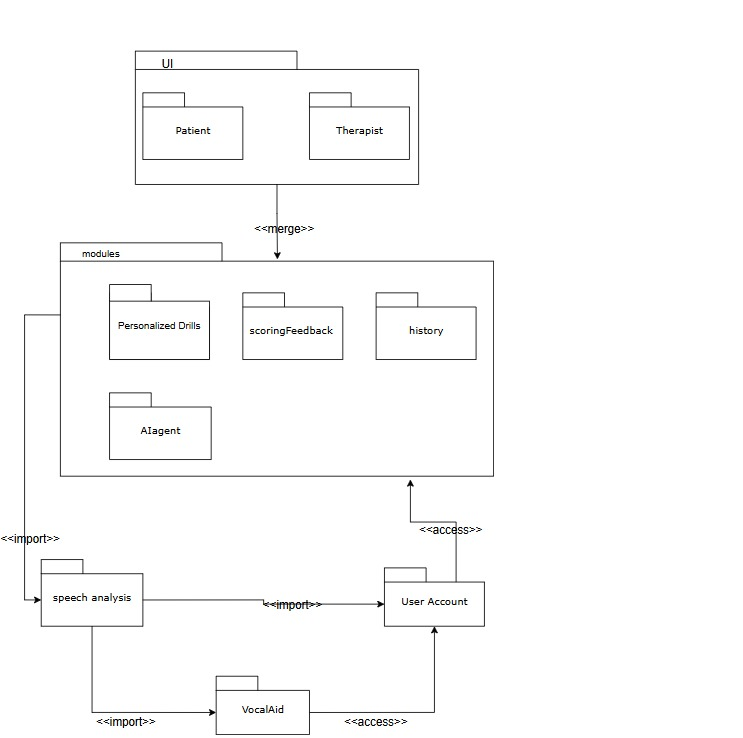 UI
Patient
Therapist
<<merge>>
modules
Personalized Drills
scoringFeedback
history
AIagent
<<access>>
<<import>>
speech analysis
<<import>>
User Account
VocalAid
<<import>>
<<access>>